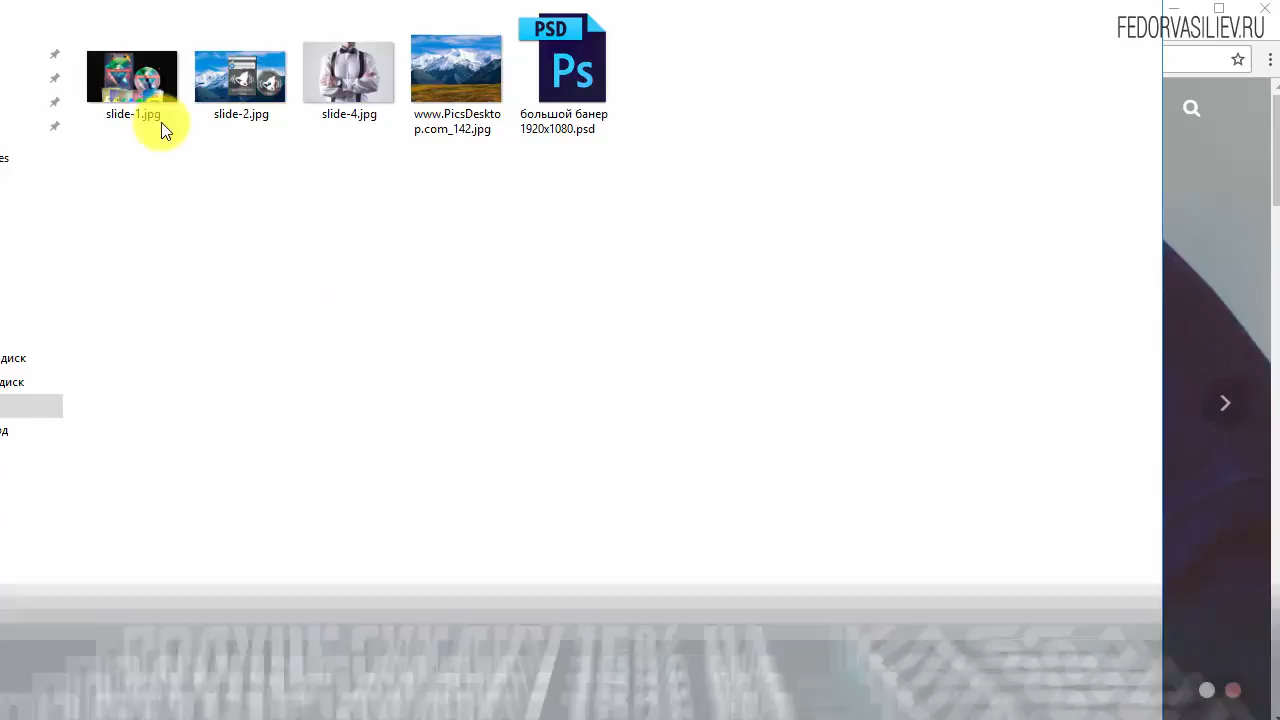 FEDORVASILIEV.RU
PSD
Ps
slide-1.jpg
slide-2.jpg
slide-4.jpg
www.PicsDeskto
p.com_142.jpg
большой банер
1920x1080.psd
es
диск
диск
од